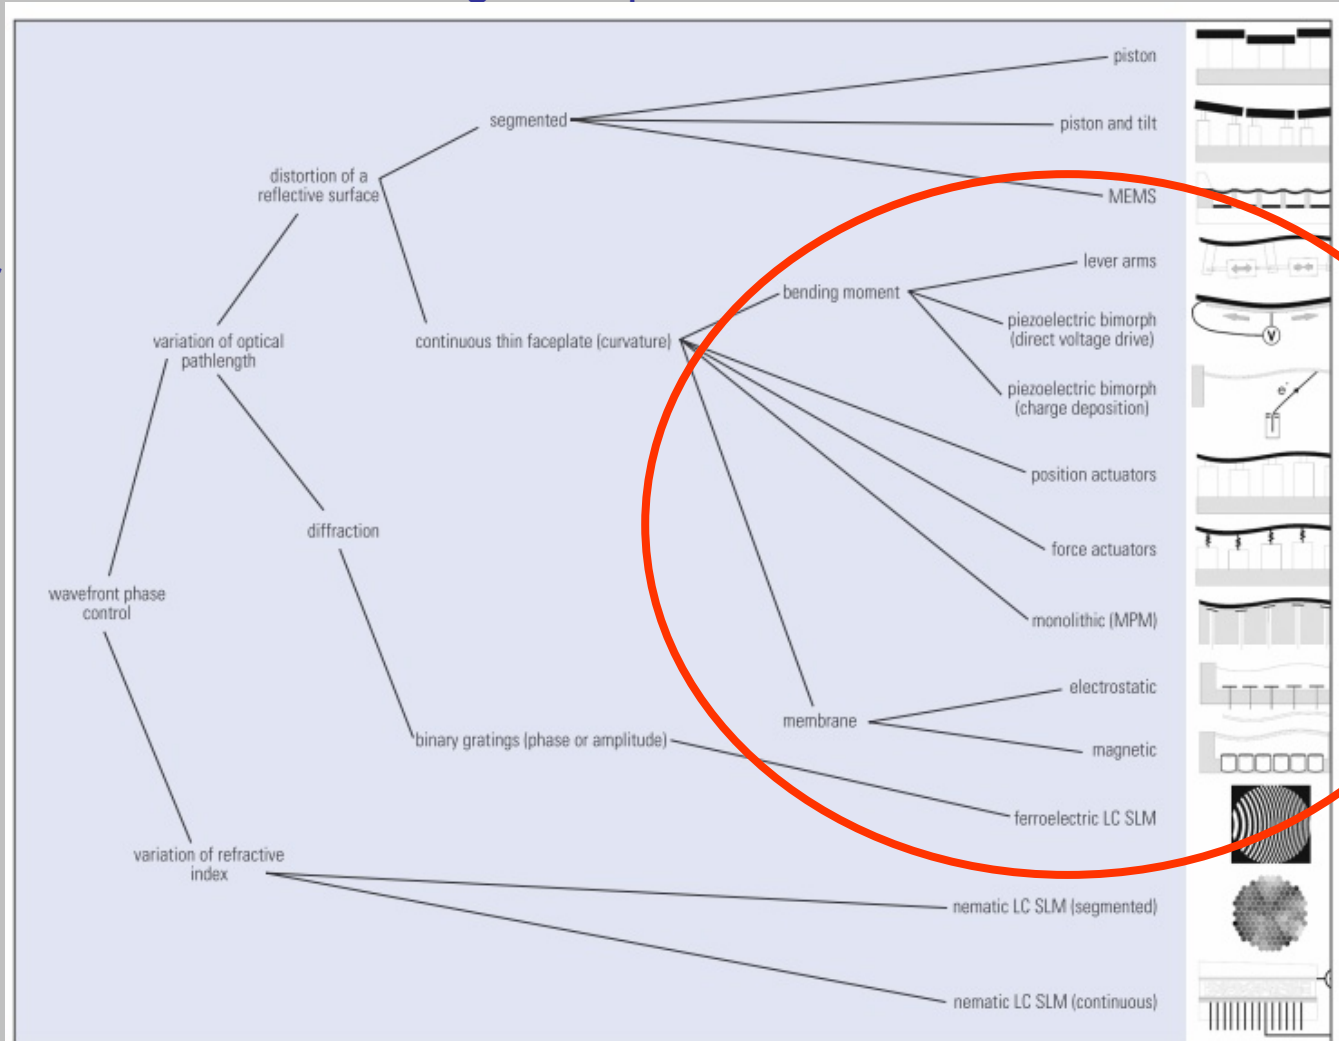 piston
segmented
piston and tilt
distortion of a
reflective surface
MEMS
lever arms
bending moment
piezoelectric bimorph
(direct voltage drive)
V
variation of optical
pathlength
continuous thin faceplate (curvature)
piezoelectric bimorph
(charge deposition)
e⁻
position actuators
diffraction
force actuators
wavefront phase
control
monolithic (MPM)
electrostatic
membrane
binary gratings (phase or amplitude)
magnetic
ferroelectric LC SLM
variation of refractive
index
nematic LC SLM (segmented)
nematic LC SLM (continuous)